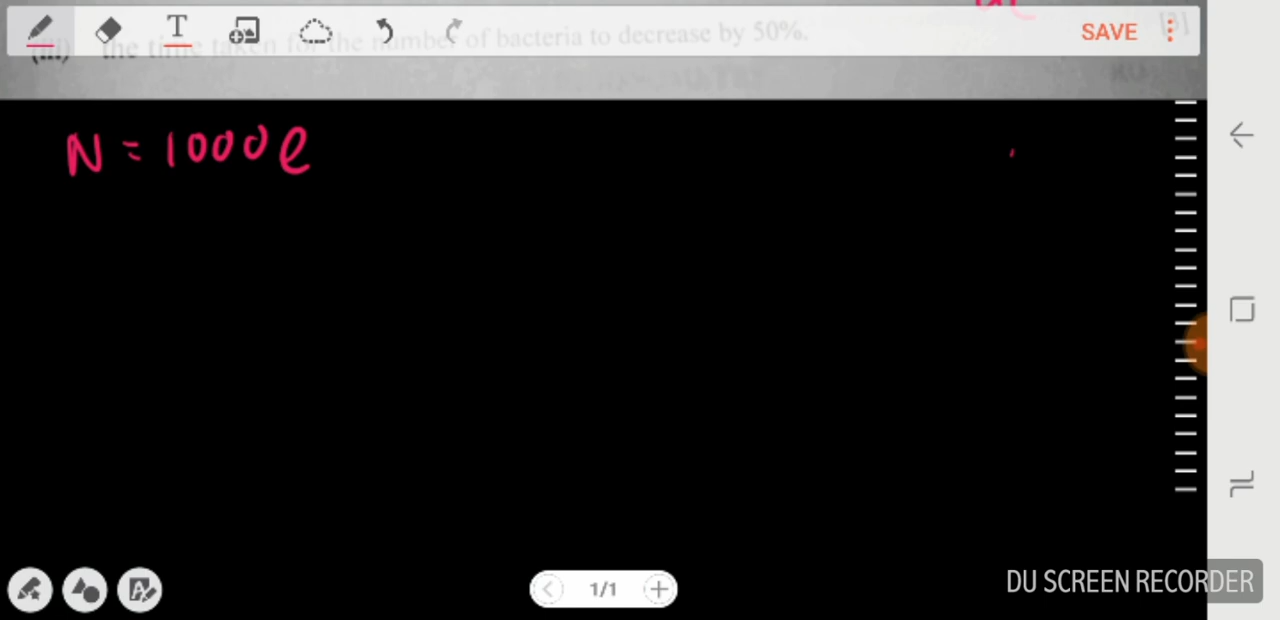 T
SAVE
(iii) the time taken for the number of bacteria to decrease by 50%.
N = 1000 e
1/1
DU SCREEN RECORDER